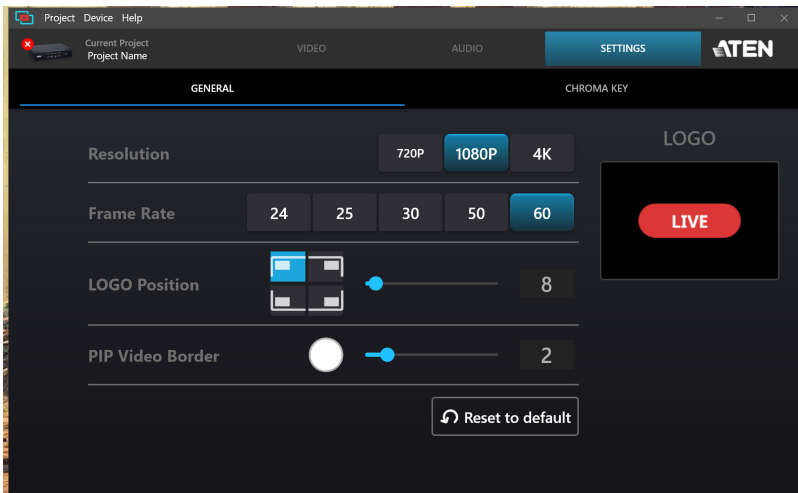 Project Device Help
Current Project
Project Name
VIDEO
AUDIO
SETTINGS
ATEN
GENERAL
CHROMA KEY
Resolution
720P
1080P
4K
LOGO
LIVE
Frame Rate
24
25
30
50
60
LOGO Position
8
PIP Video Border
2
Reset to default